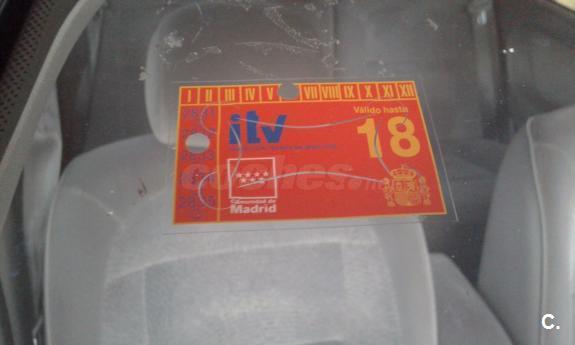 I II III IV V VII VIII IX X XI XII
Válido hasta
itv
18
coches.net
Comunidad de
Madrid
C.